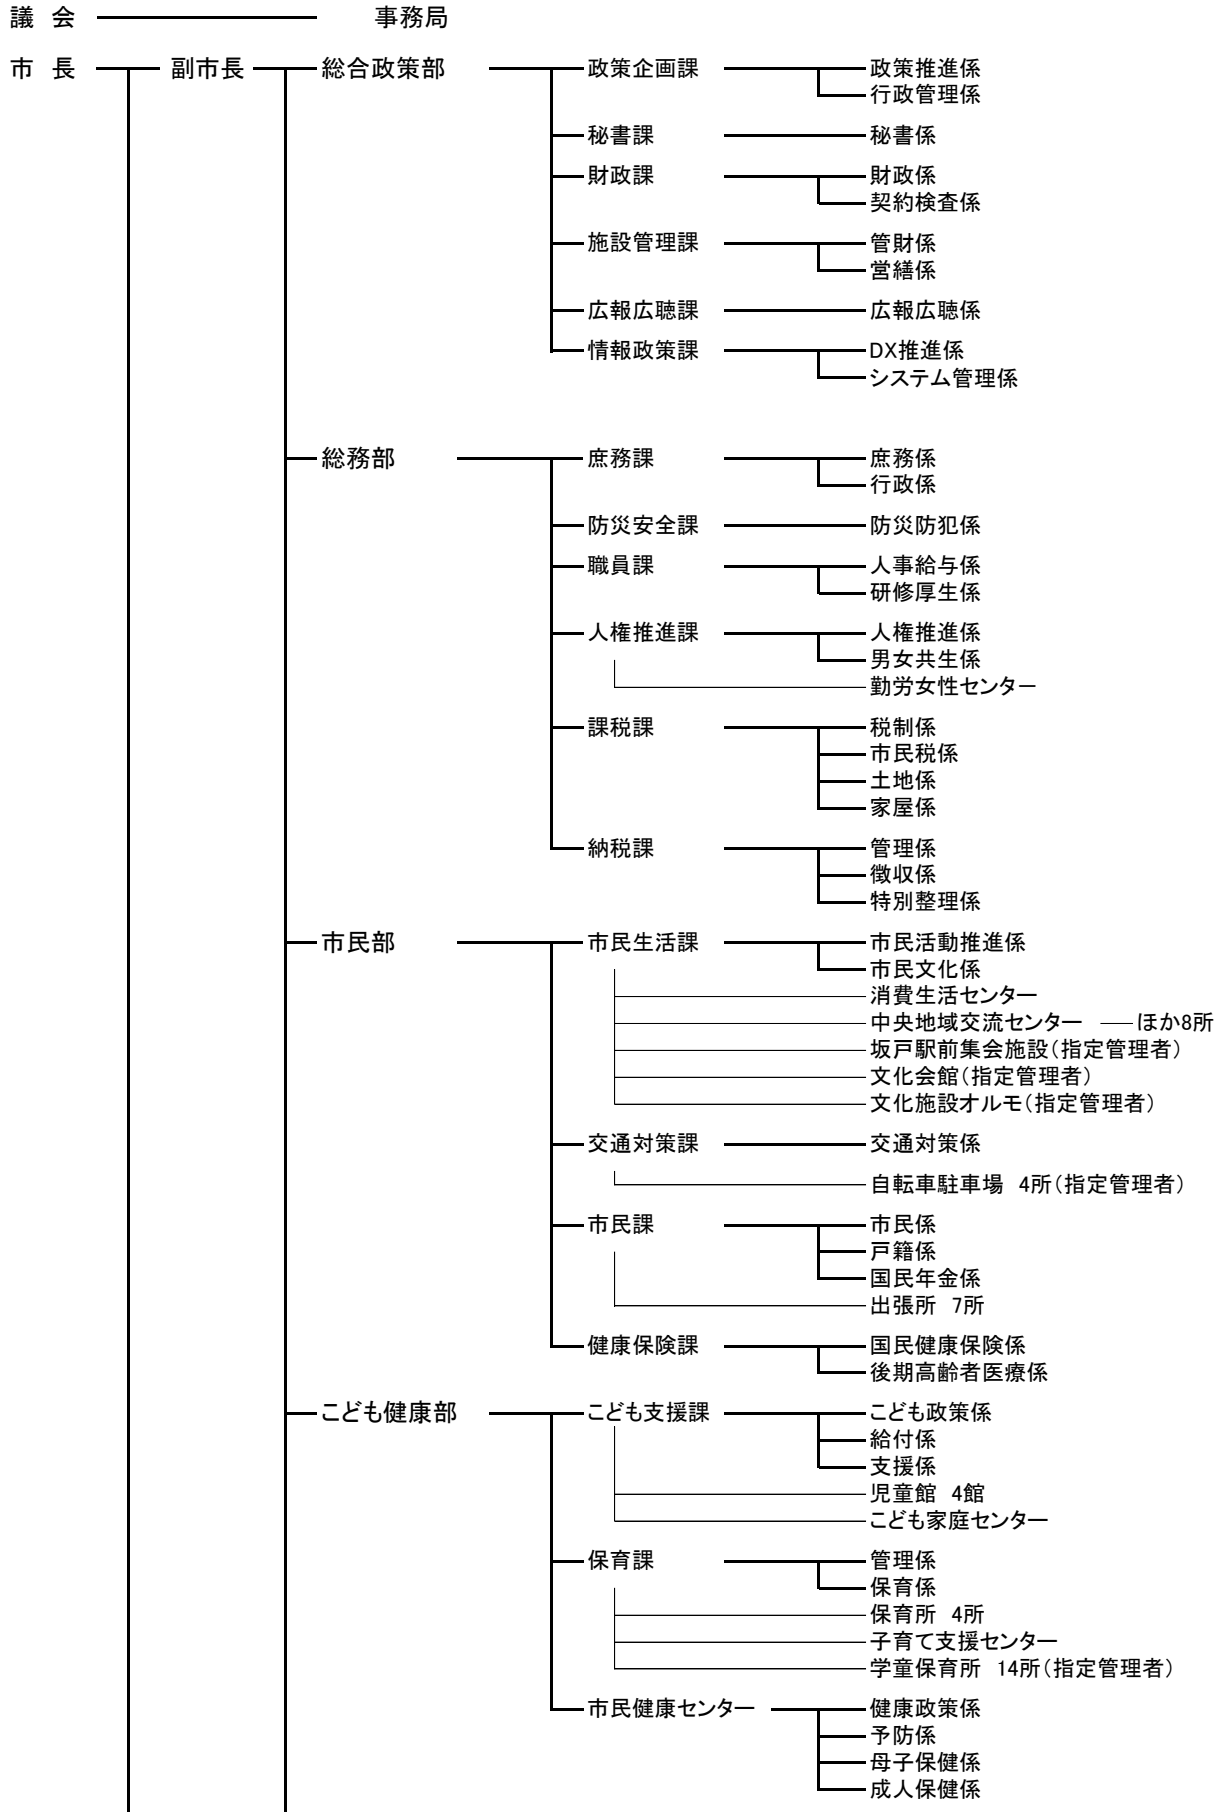 議 会 事務局
市 長 副市長 総合政策部 政策企画課 政策推進係
行政管理係
秘書課 秘書係
財政課 財政係
契約検査係
施設管理課 管財係
営繕係
広報広聴課 広報広聴係
情報政策課 DX推進係
システム管理係
総務部 庶務課 庶務係
行政係
防災安全課 防災防犯係
職員課 人事給与係
研修厚生係
人権推進課 人権推進係
男女共生係
勤労女性センター
課税課 税制係
市民税係
土地係
家屋係
納税課 管理係
徴収係
特別整理係
市民部 市民生活課 市民活動推進係
市民文化係
消費生活センター
中央地域交流センター ほか8所
坂戸駅前集会施設(指定管理者)
文化会館(指定管理者)
文化施設オルモ(指定管理者)
交通対策課 交通対策係
自転車駐車場 4所(指定管理者)
市民課 市民係
戸籍係
国民年金係
出張所 7所
健康保険課 国民健康保険係
後期高齢者医療係
こども健康部 こども支援課 こども政策係
給付係
支援係
児童館 4館
こども家庭センター
保育課 管理係
保育係
保育所 4所
子育て支援センター
学童保育所 14所(指定管理者)
市民健康センター 健康政策係
予防係
母子保健係
成人保健係